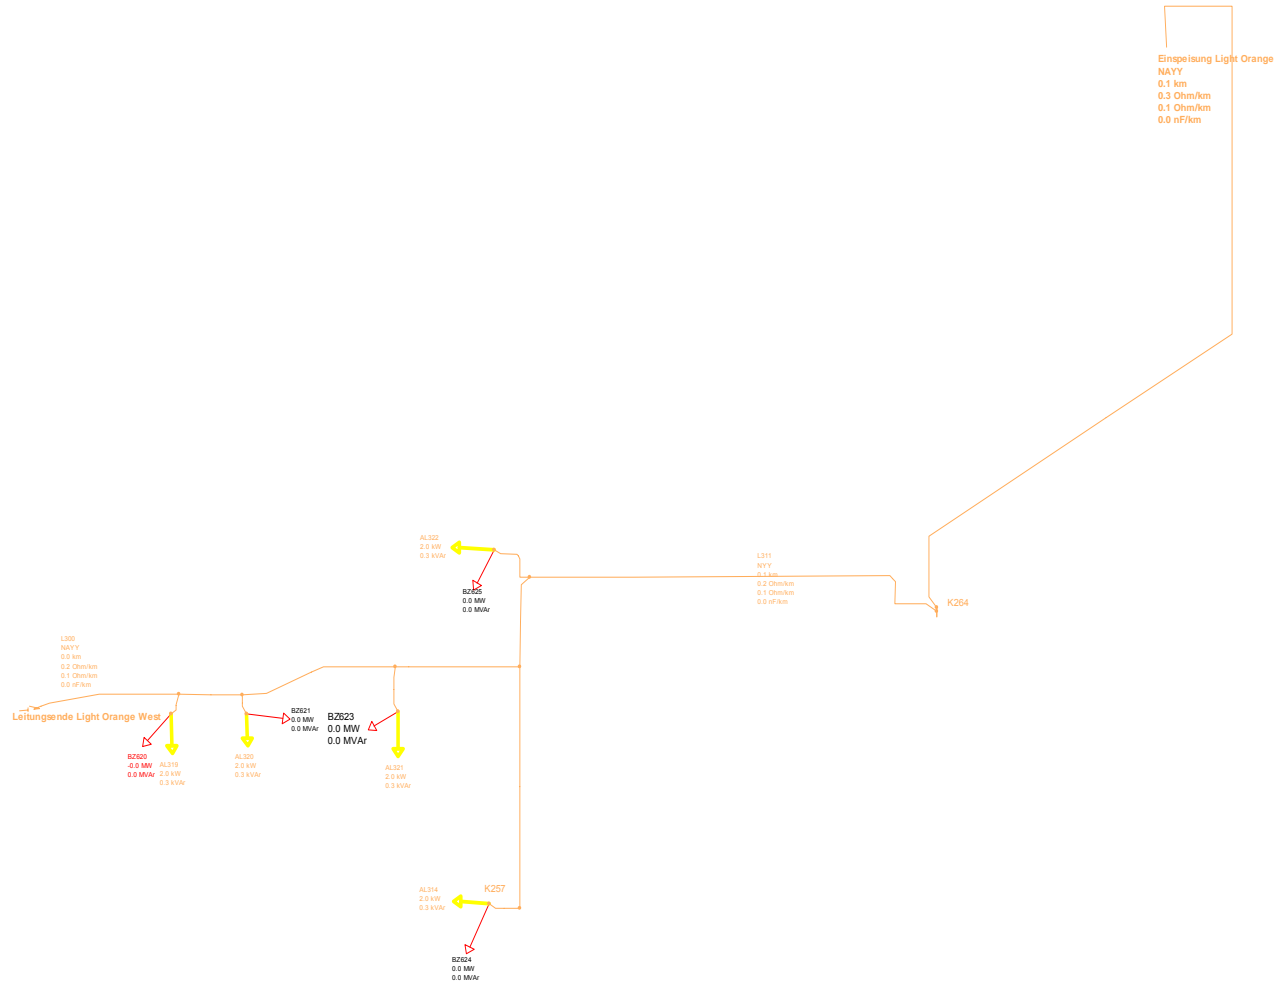 Einspeisung Light Orange
NAYY
0.1 km
0.3 Ohm/km
0.1 Ohm/km
0.0 nF/km
AL322
2.0 kW
0.3 kVAr
BZ625
0.0 MW
0.0 MVAr
L311
NYY
0.1 km
0.2 Ohm/km
0.1 Ohm/km
0.0 nF/km
K264
L300
NAYY
0.0 km
0.2 Ohm/km
0.1 Ohm/km
0.0 nF/km
Leitungsende Light Orange West
BZ621
0.0 MW
0.0 MVAr
BZ623
0.0 MW
0.0 MVAr
BZ620
-0.0 MW
0.0 MVAr
AL319
2.0 kW
0.3 kVAr
AL320
2.0 kW
0.3 kVAr
AL321
2.0 kW
0.3 kVAr
AL314
2.0 kW
0.3 kVAr
K257
BZ624
0.0 MW
0.0 MVAr